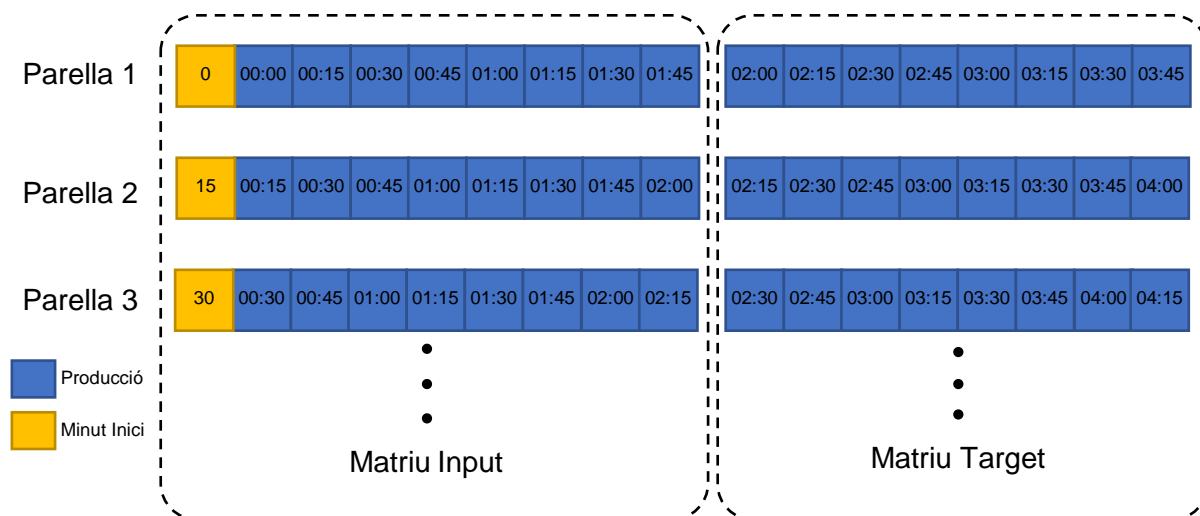 Parella 1 0 00:00 00:15 00:30 00:45 01:00 01:15 01:30 01:45 02:00 02:15 02:30 02:45 03:00 03:15 03:30 03:45
Parella 2 15 00:15 00:30 00:45 01:00 01:15 01:30 01:45 02:00 02:15 02:30 02:45 03:00 03:15 03:30 03:45 04:00
Parella 3 30 00:30 00:45 01:00 01:15 01:30 01:45 02:00 02:15 02:30 02:45 03:00 03:15 03:30 03:45 04:00 04:15
Producció
Minut Inici
Matriu Input
Matriu Target